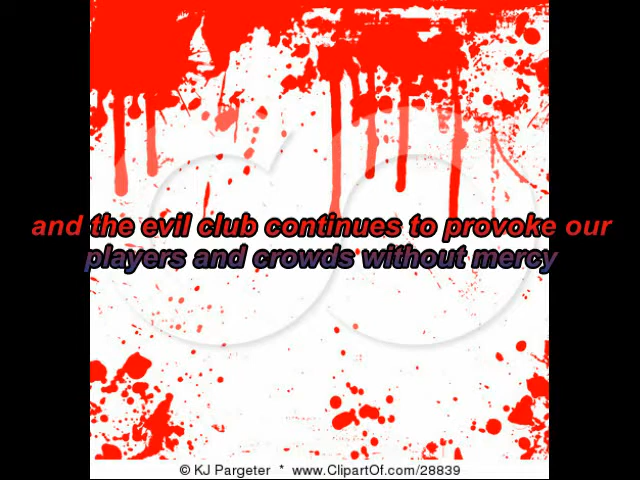 and the evil club continues to provoke our
players and crowds without mercy
© KJ Pargeter * www.ClipartOf.com/28839